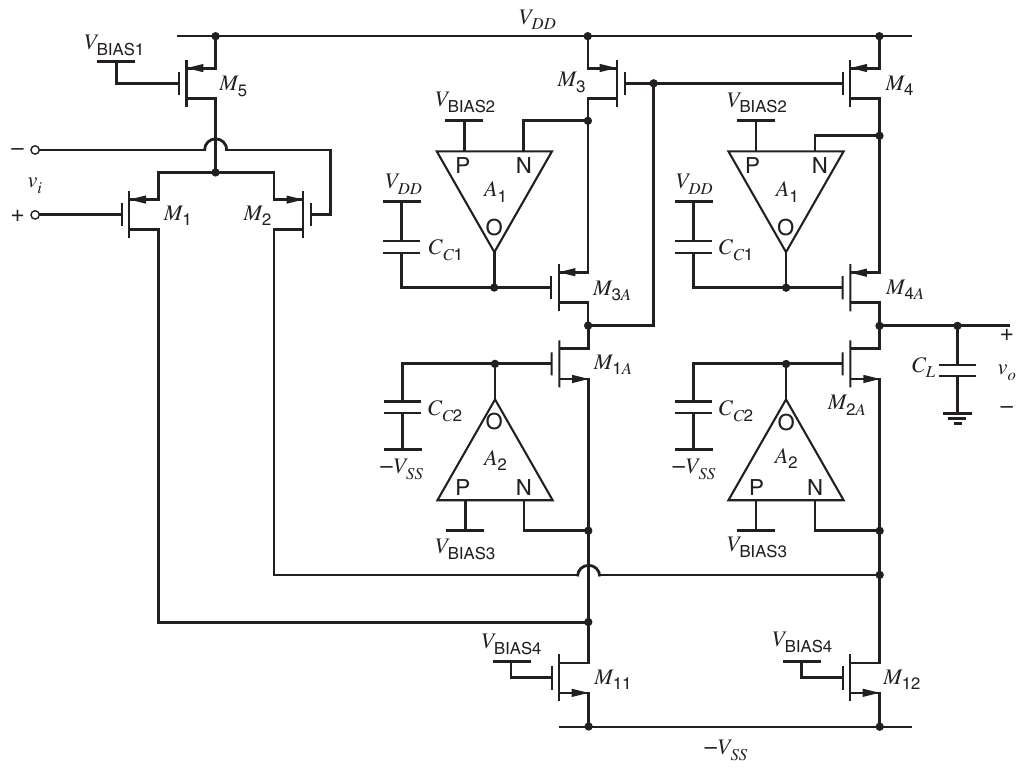 V_DD
V_BIAS1
M_5
M_3
M_4
V_BIAS2
V_BIAS2
−
v_i
+
P N
A_1
O
P N
A_1
O
V_DD
V_DD
M_1
M_2
C_C1
C_C1
M_3A
M_4A
M_1A
M_2A
C_L
+
v_o
−
C_C2
C_C2
−V_SS
−V_SS
O
A_2
P N
O
A_2
P N
V_BIAS3
V_BIAS3
V_BIAS4
V_BIAS4
M_11
M_12
−V_SS